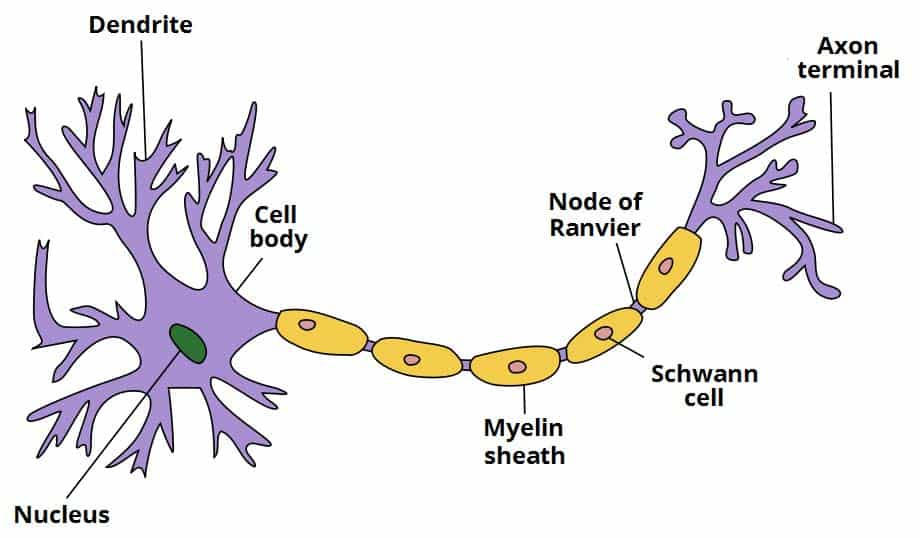 Dendrite
Axon
terminal
Node of
Ranvier
Cell
body
Schwann
cell
Myelin
sheath
Nucleus